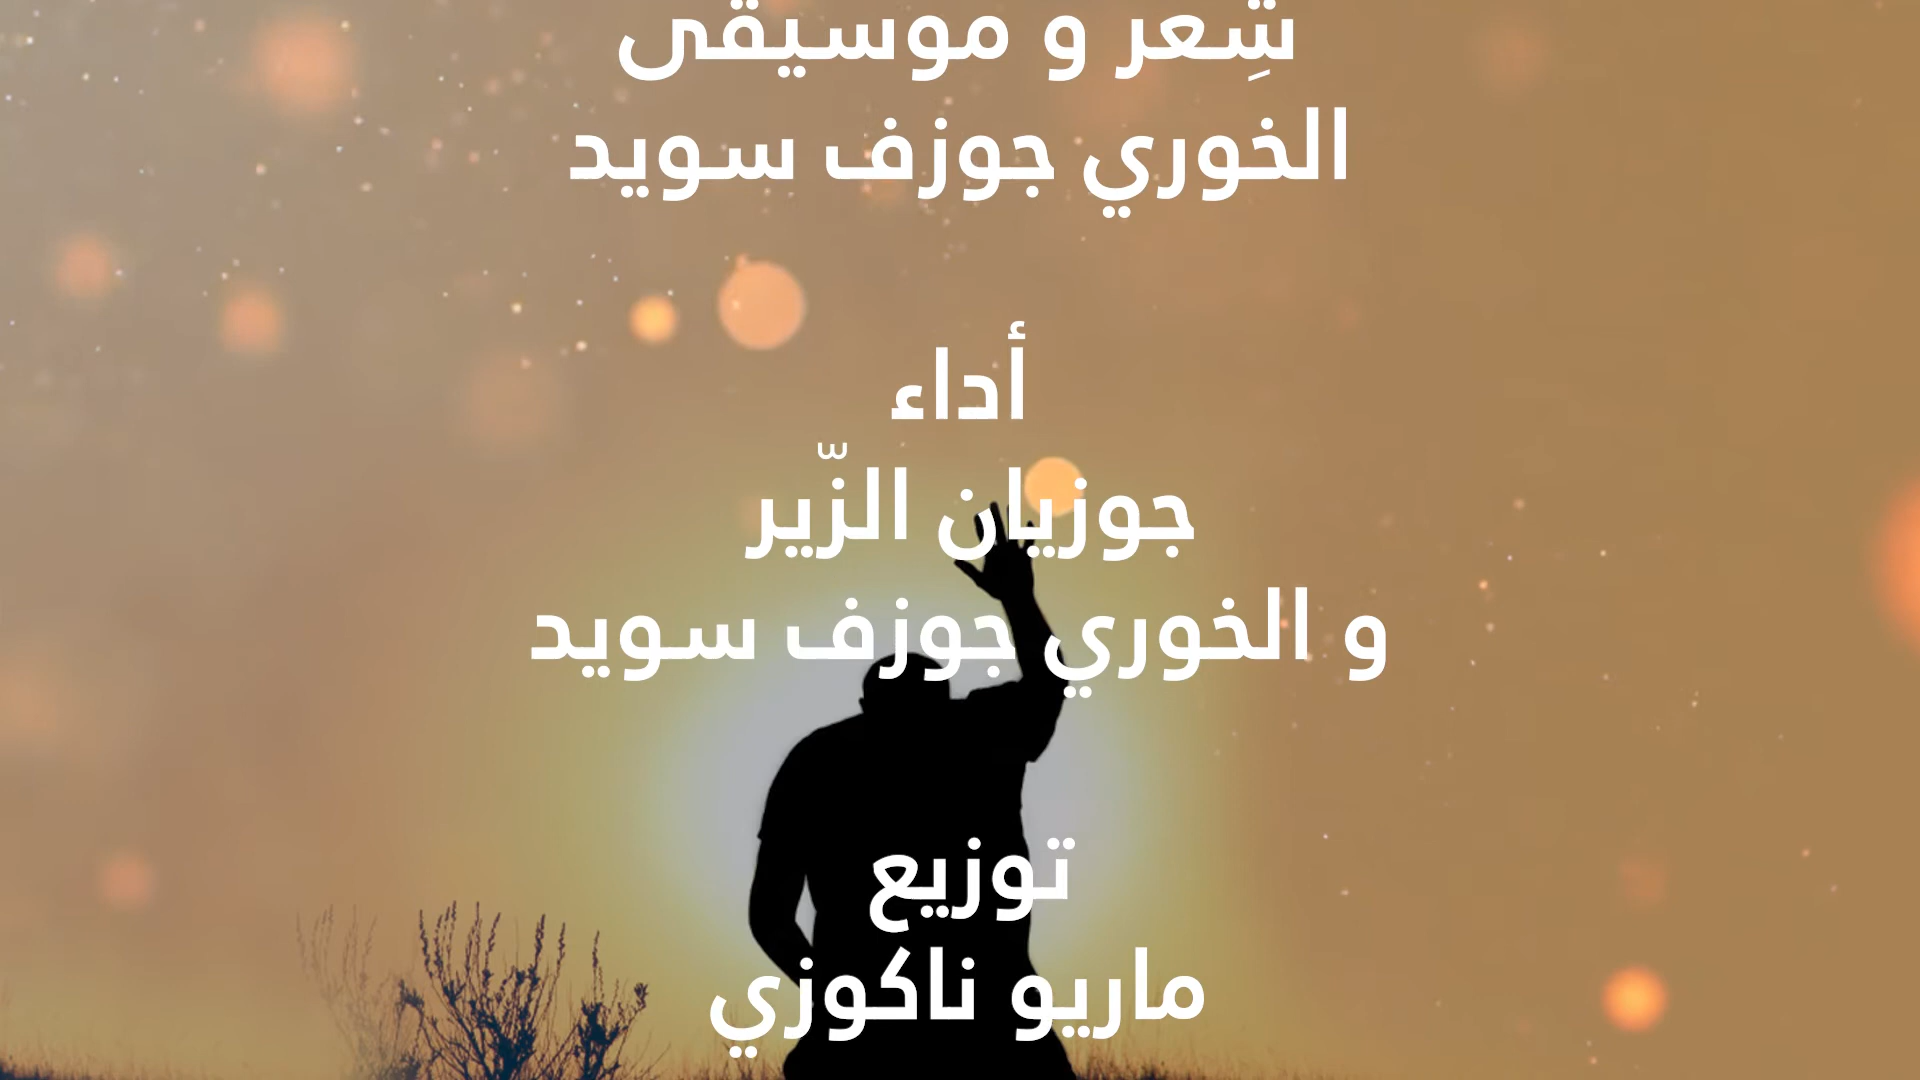 شِعر و موسيقى
الخوري جوزف سويد
أداء
جوزيان الزّير
و الخوري جوزف سويد
توزيع
ماريو ناكوزي